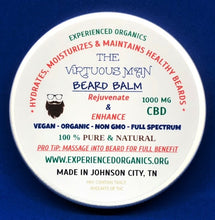 EXPERIENCED ORGANICS
• HYDRATES, MOISTURIZES & MAINTAINS HEALTHY BEARDS •
THE
VIRTUOUS MAN
BEARD BALM
Rejuvenate
&
ENHANCE
1000 MG
CBD
VEGAN - ORGANIC - NON GMO - FULL SPECTRUM
100 % PURE & NATURAL
PRO TIP: MASSAGE INTO BEARD FOR FULL BENEFIT
WWW.EXPERIENCEDORGANICS.ORG
MADE IN JOHNSON CITY, TN